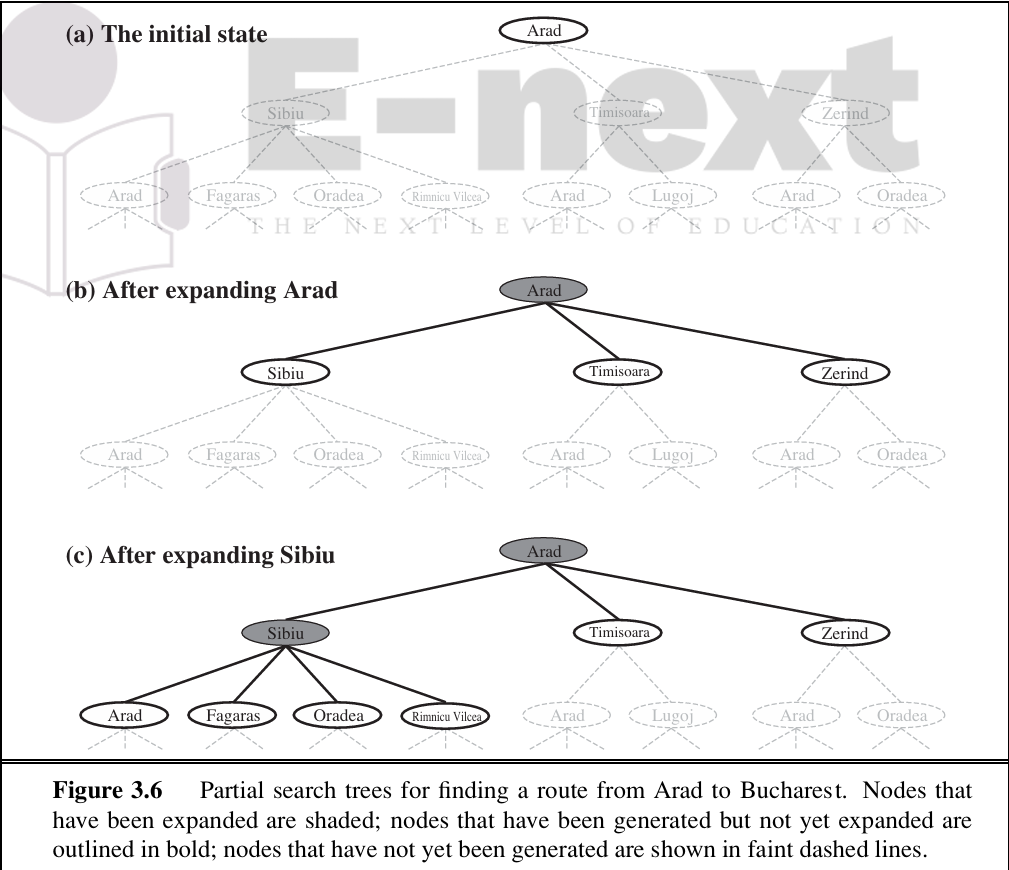 (a) The initial state
Arad
E-next
Sibiu
Timisoara
Zerind
Arad
Fagaras
Oradea
Rimnicu Vilcea
Arad
Lugoj
Arad
Oradea
THE NEXT LEVEL OF EDUCATION
(b) After expanding Arad
Arad
Sibiu
Timisoara
Zerind
Arad
Fagaras
Oradea
Rimnicu Vilcea
Arad
Lugoj
Arad
Oradea
(c) After expanding Sibiu
Arad
Sibiu
Timisoara
Zerind
Arad
Fagaras
Oradea
Rimnicu Vilcea
Arad
Lugoj
Arad
Oradea
Figure 3.6 Partial search trees for finding a route from Arad to Bucharest. Nodes that
have been expanded are shaded; nodes that have been generated but not yet expanded are
outlined in bold; nodes that have not yet been generated are shown in faint dashed lines.